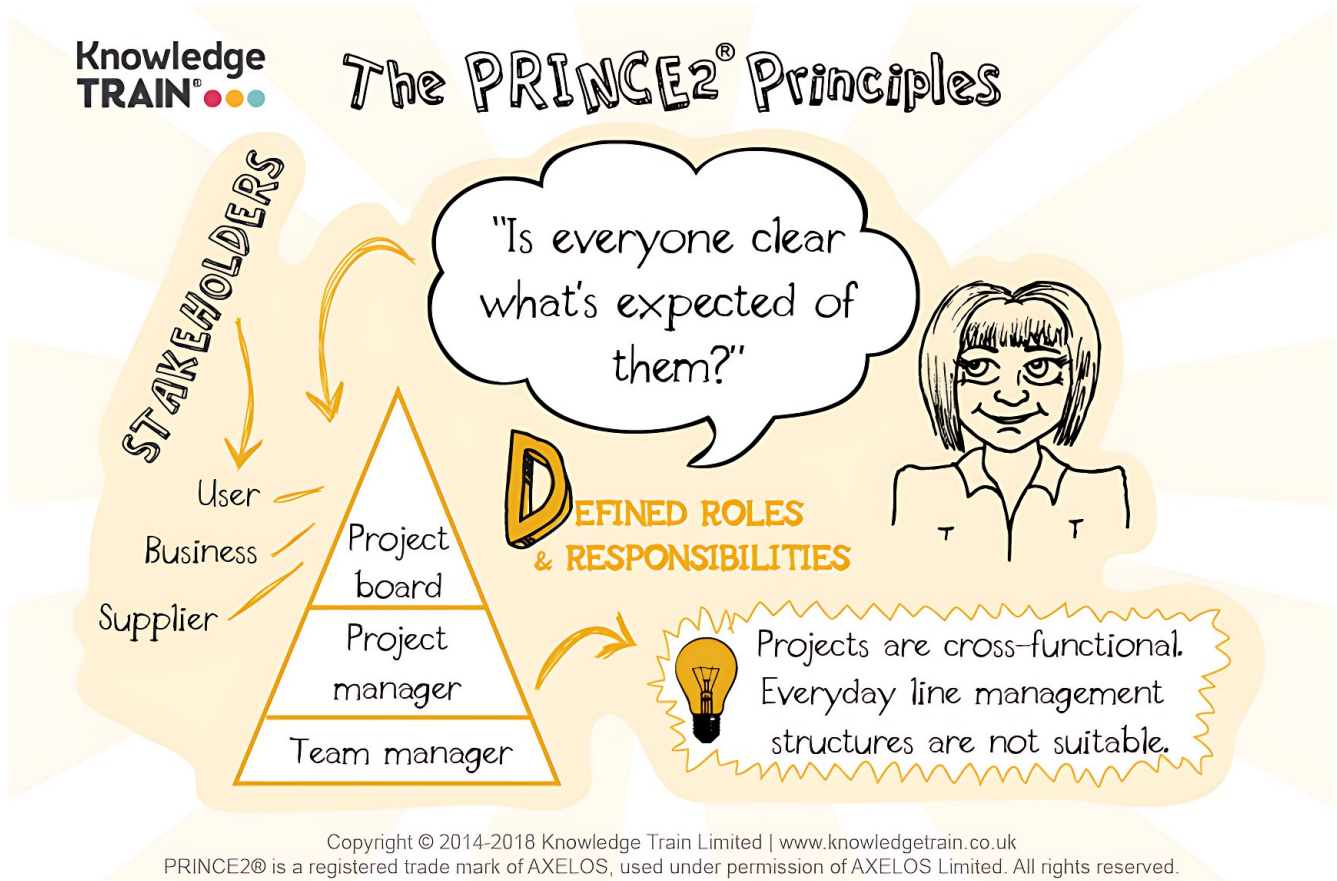 Knowledge
TRAIN®
The PRINCE2® Principles
STAKEHOLDERS
"Is everyone clear
what's expected of
them?"
User
Business
Supplier
Project
board
Project
manager
Team manager
DEFINED ROLES
& RESPONSIBILITIES
Projects are cross-functional.
Everyday line management
structures are not suitable.
Copyright © 2014-2018 Knowledge Train Limited | www.knowledgetrain.co.uk
PRINCE2® is a registered trade mark of AXELOS, used under permission of AXELOS Limited. All rights reserved.